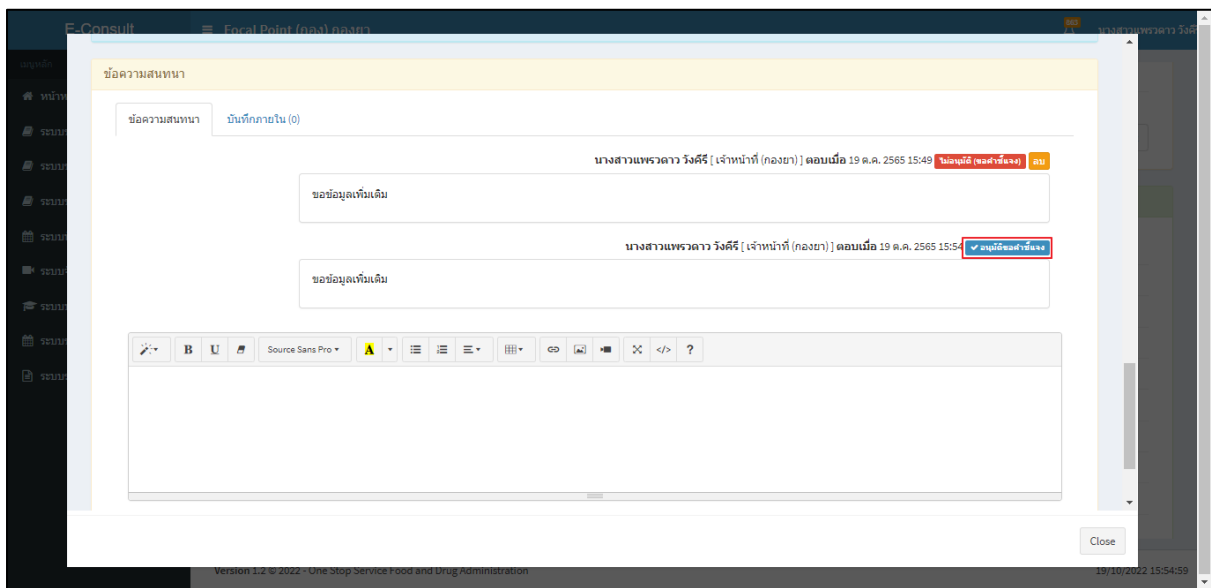 E-Consult
Focal Point (กอง) กองยา
603
นางสาวแพรวดาว วังคีรี
เมนูหลัก
ข้อความสนทนา
ข้อความสนทนา บันทึกภายใน (0)
นางสาวแพรวดาว วังคีรี [ เจ้าหน้าที่ (กองยา) ] ตอบเมื่อ 19 ต.ค. 2565 15:49 ไม่อนุมัติ (ขอคำชี้แจง) ลบ
ขอข้อมูลเพิ่มเติม
นางสาวแพรวดาว วังคีรี [ เจ้าหน้าที่ (กองยา) ] ตอบเมื่อ 19 ต.ค. 2565 15:54 อนุมัติขอคำชี้แจง
ขอข้อมูลเพิ่มเติม
B U Source Sans Pro A </> ?
Close
Version 1.2 © 2022 - One Stop Service Food and Drug Administration 19/10/2022 15:54:59